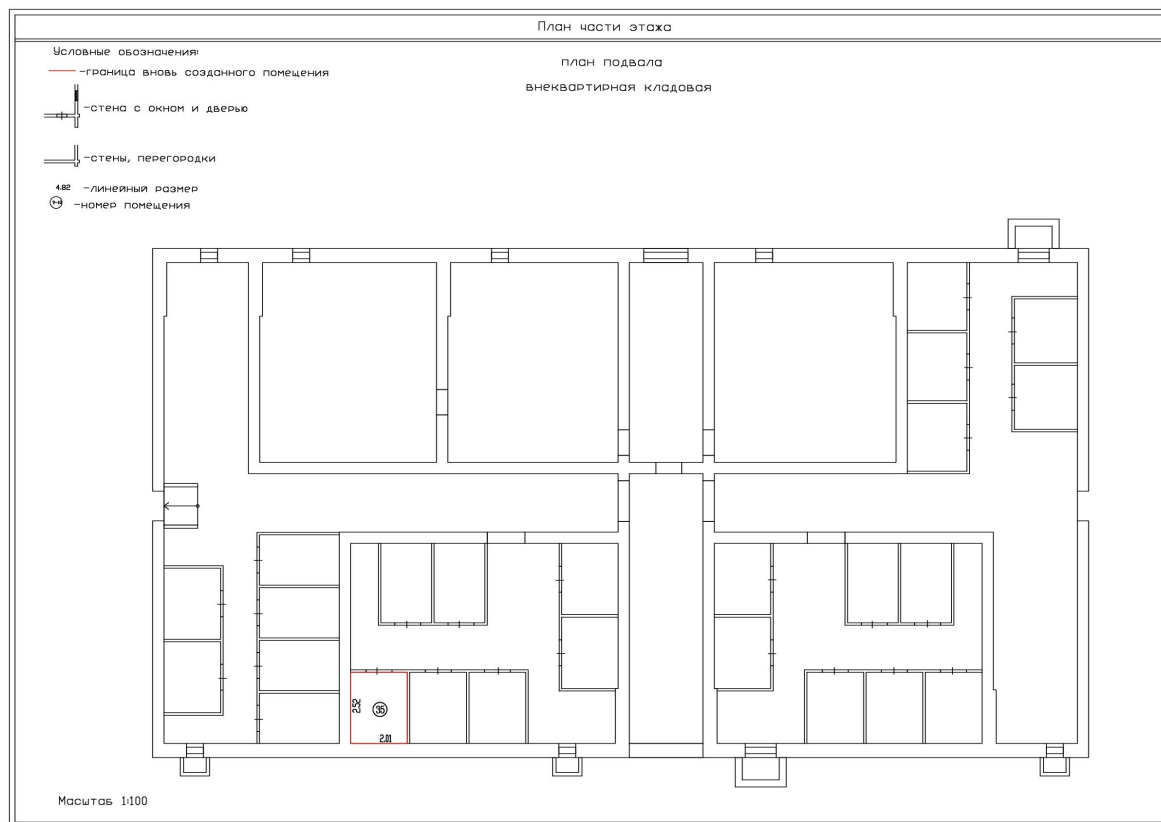 План части этажа
Условные обозначения:
план подвала
-граница вновь созданного помещения
внеквартирная кладовая
-стена с окном и дверью
-стены, перегородки
4.82 -линейный размер
-номер помещения
2.52
35
2.01
Масштаб 1:100